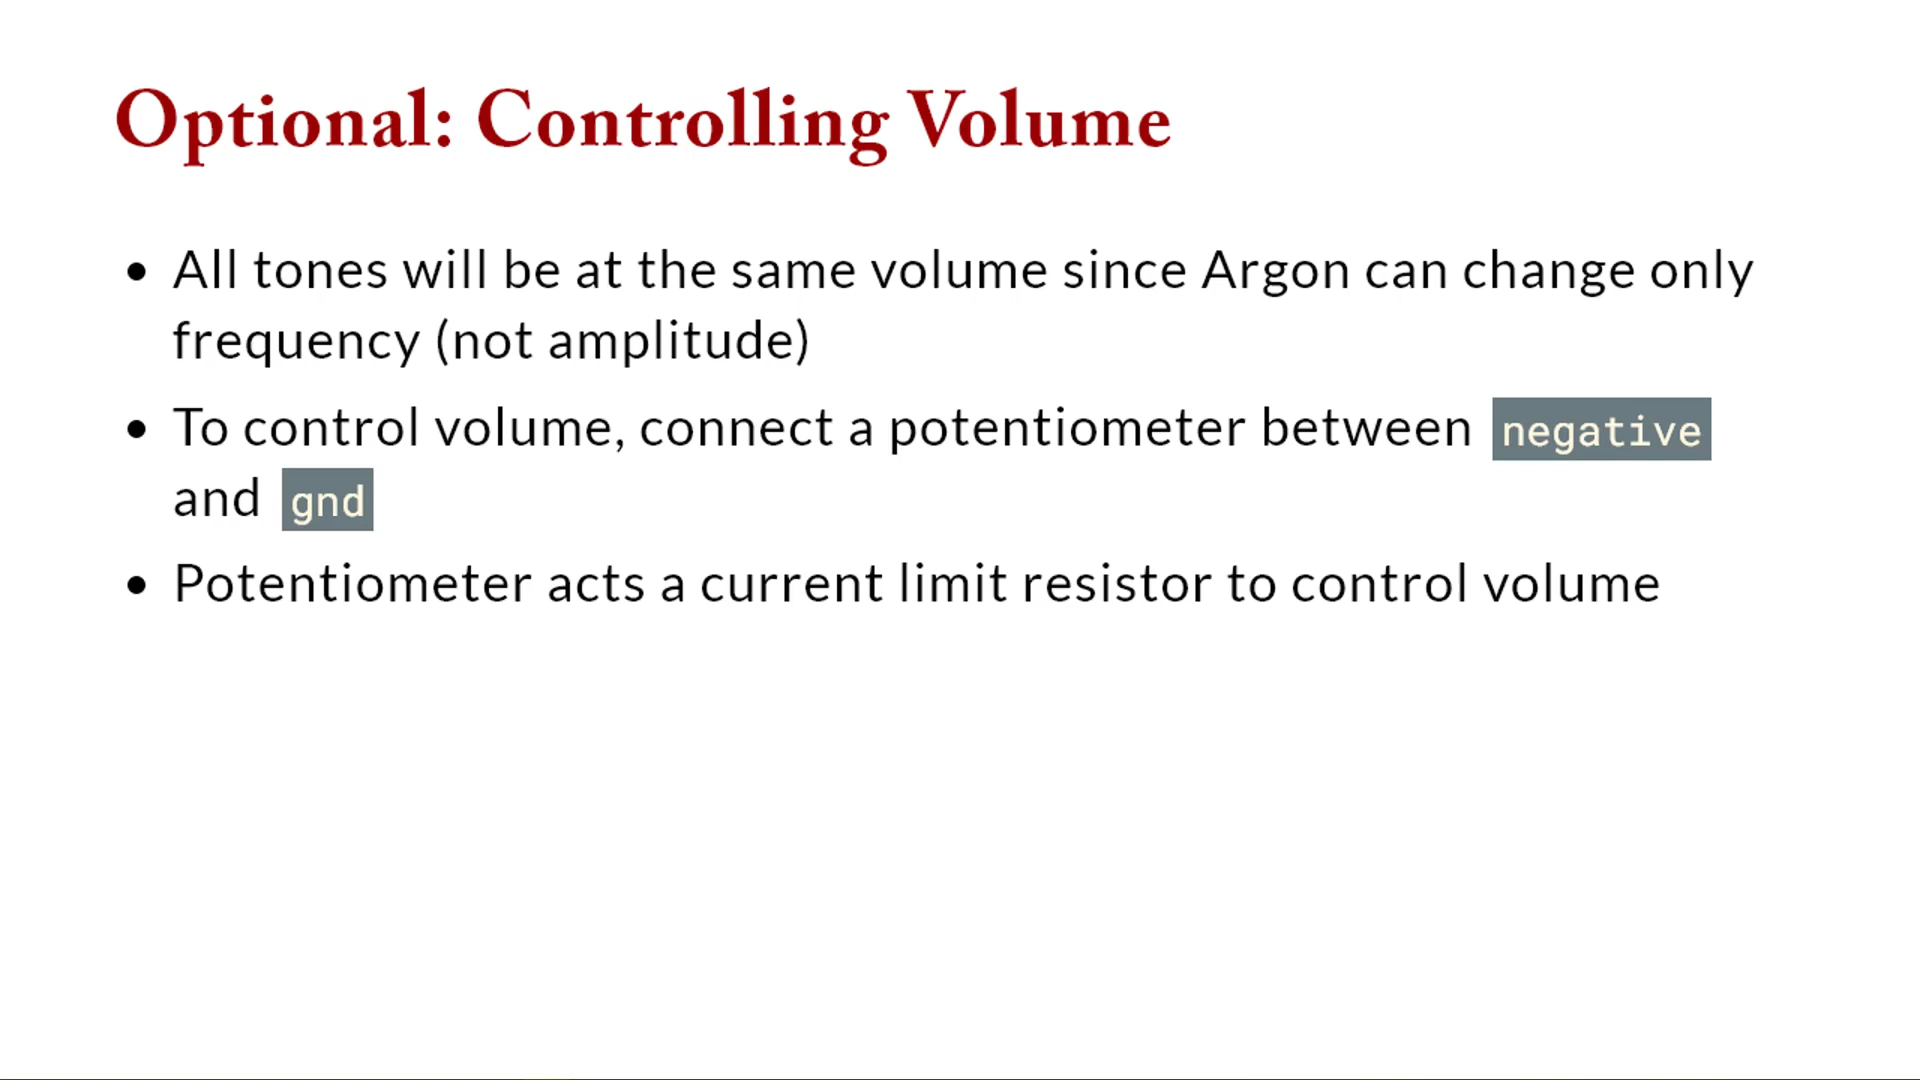 Optional: Controlling Volume
• All tones will be at the same volume since Argon can change only
frequency (not amplitude)
• To control volume, connect a potentiometer between negative
and gnd
• Potentiometer acts a current limit resistor to control volume